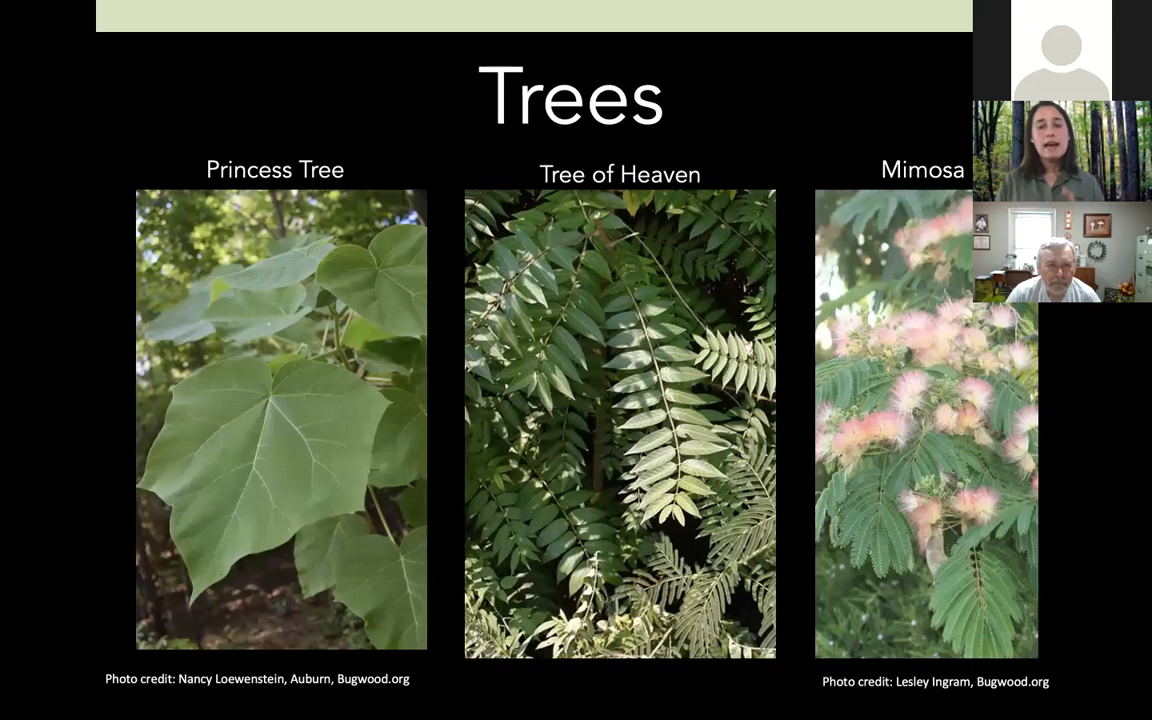 Trees
Princess Tree
Tree of Heaven
Mimosa
Photo credit: Nancy Loewenstein, Auburn, Bugwood.org
Photo credit: Lesley Ingram, Bugwood.org